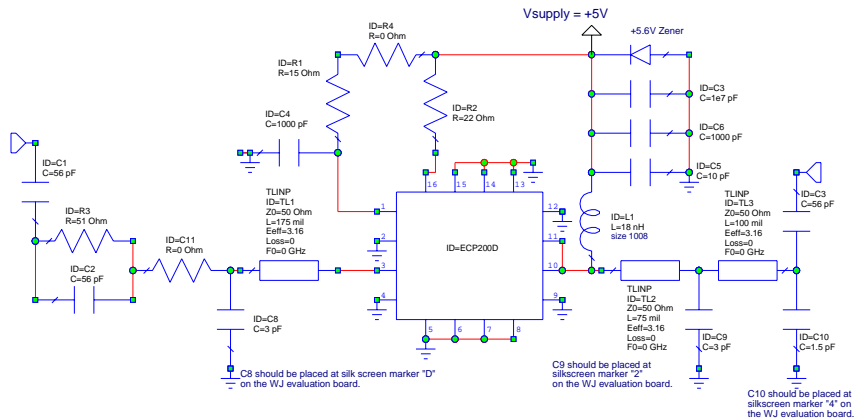 Vsupply = +5V
ID=R4
R=0 Ohm
+5.6V Zener
ID=R1
R=15 Ohm
ID=C3
C=1e7 pF
ID=R2
R=22 Ohm
ID=C4
C=1000 pF
ID=C6
C=1000 pF
ID=C1
C=56 pF
ID=C5
C=10 pF
16
15
14
13
TLINP
ID=TL1
Z0=50 Ohm
L=175 mil
Eeff=3.16
Loss=0
F0=0 GHz
TLINP
ID=TL3
Z0=50 Ohm
L=100 mil
Eeff=3.16
Loss=0
F0=0 GHz
ID=C3
C=56 pF
ID=R3
R=51 Ohm
1
2
3
4
12
11
10
9
ID=L1
L=18 nH
size 1008
ID=C11
R=0 Ohm
ID=ECP200D
ID=C2
C=56 pF
TLINP
ID=TL2
Z0=50 Ohm
L=75 mil
Eeff=3.16
Loss=0
F0=0 GHz
ID=C8
C=3 pF
5
6
7
8
ID=C9
C=3 pF
ID=C10
C=1.5 pF
C8 should be placed at silk screen marker "D"
on the WJ evaluation board.
C9 should be placed at
silkscreen marker "2"
on the WJ evaluation board.
C10 should be placed at
silkscreen marker "4" on
the WJ evaluation board.